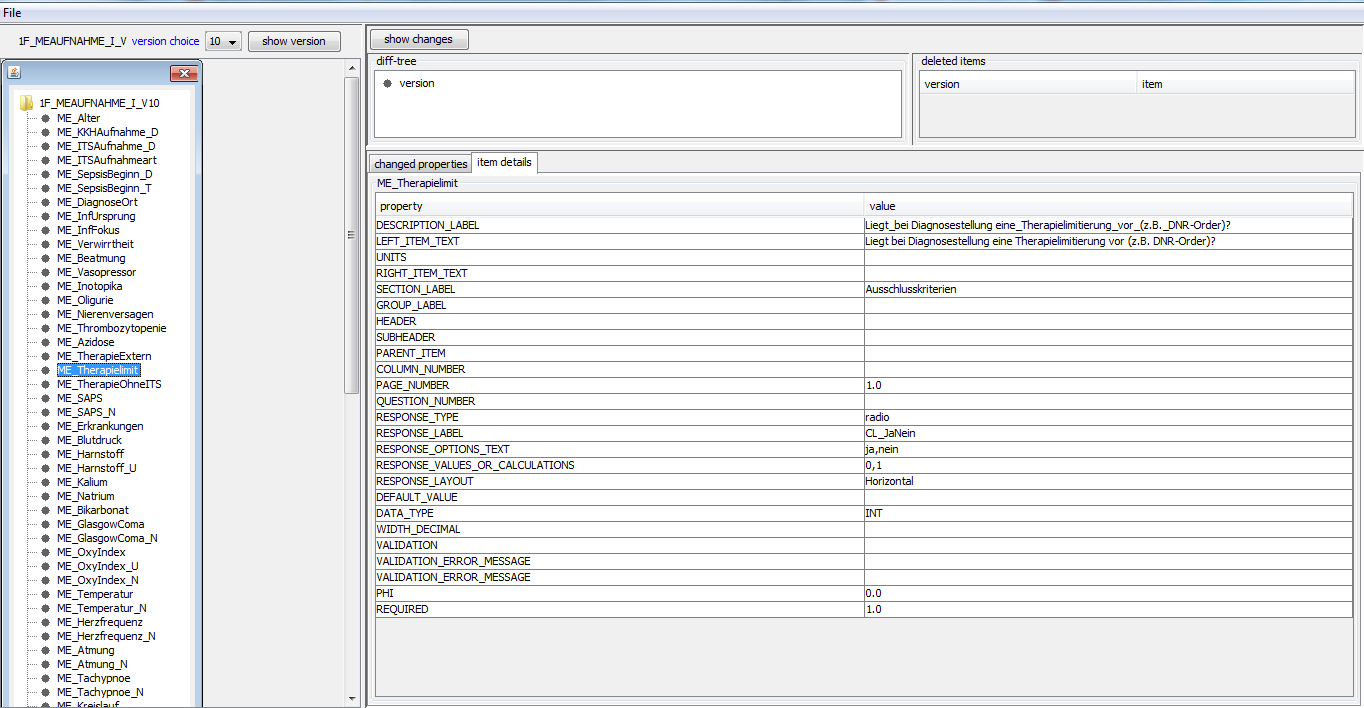 File
1F_MEAUFNAHME_I_V version choice 10 show version
1F_MEAUFNAHME_I_V10
ME_Alter
ME_KKHAufnahme_D
ME_ITSAufnahme_D
ME_ITSAufnahmeart
ME_SepsisBeginn_D
ME_SepsisBeginn_T
ME_DiagnoseOrt
ME_InfUrsprung
ME_InfFokus
ME_Verwirrtheit
ME_Beatmung
ME_Vasopressor
ME_Inotopika
ME_Oligurie
ME_Nierenversagen
ME_Thrombozytopenie
ME_Azidose
ME_TherapieExtern
ME_Therapielimit
ME_TherapieOhneITS
ME_SAPS
ME_SAPS_N
ME_Erkrankungen
ME_Blutdruck
ME_Harnstoff
ME_Harnstoff_U
ME_Kalium
ME_Natrium
ME_Bikarbonat
ME_GlasgowComa
ME_GlasgowComa_N
ME_OxyIndex
ME_OxyIndex_U
ME_OxyIndex_N
ME_Temperatur
ME_Temperatur_N
ME_Herzfrequenz
ME_Herzfrequenz_N
ME_Atmung
ME_Atmung_N
ME_Tachypnoe
ME_Tachypnoe_N
ME_Kreislauf
show changes
diff-tree
version
deleted items
version item
changed properties item details
ME_Therapielimit
property value
DESCRIPTION_LABEL Liegt_bei Diagnosestellung eine_Therapielimitierung_vor_(z.B._DNR-Order)?
LEFT_ITEM_TEXT Liegt bei Diagnosestellung eine Therapielimitierung vor (z.B. DNR-Order)?
UNITS
RIGHT_ITEM_TEXT
SECTION_LABEL Ausschlusskriterien
GROUP_LABEL
HEADER
SUBHEADER
PARENT_ITEM
COLUMN_NUMBER
PAGE_NUMBER 1.0
QUESTION_NUMBER
RESPONSE_TYPE radio
RESPONSE_LABEL CL_JaNein
RESPONSE_OPTIONS_TEXT ja,nein
RESPONSE_VALUES_OR_CALCULATIONS 0,1
RESPONSE_LAYOUT Horizontal
DEFAULT_VALUE
DATA_TYPE INT
WIDTH_DECIMAL
VALIDATION
VALIDATION_ERROR_MESSAGE
VALIDATION_ERROR_MESSAGE
PHI 0.0
REQUIRED 1.0